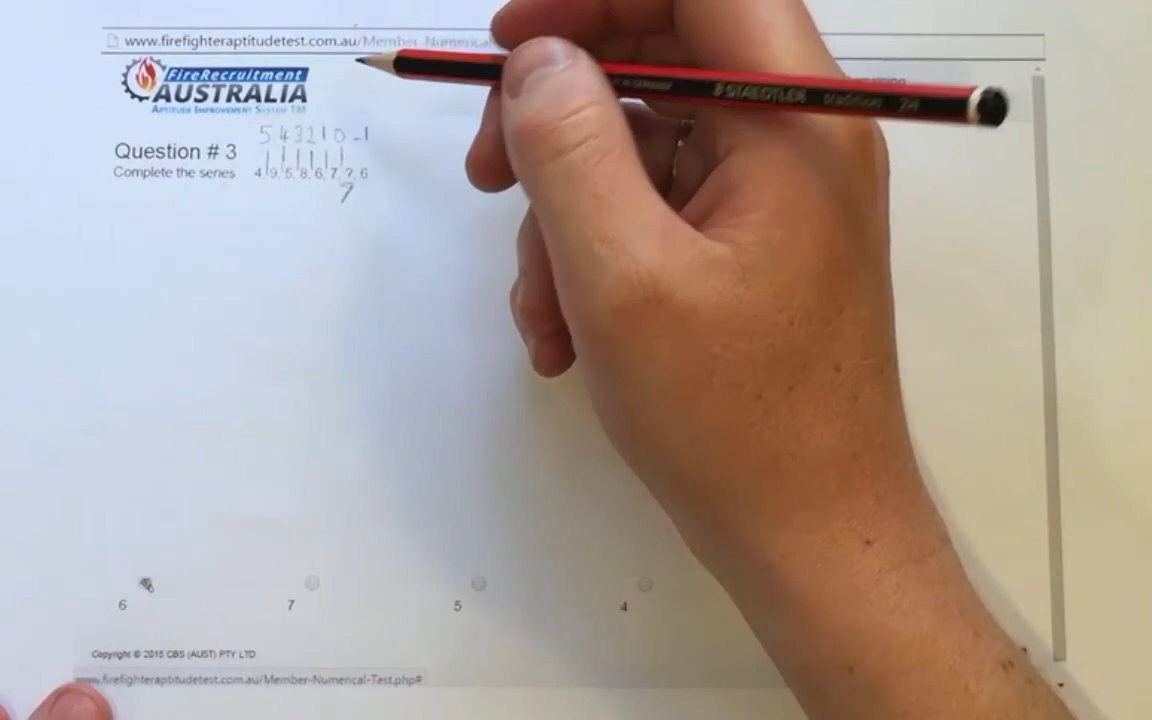 www.firefighteraptitudetest.com.au/Member Numerical
FireRecruitment
AUSTRALIA
APTITUDE IMPROVEMENT SYSTEM TM
STAEDTLER tradition 2H
5 4 3 2 1 0 -1
Question # 3
Complete the series 4, 9, 5, 8, 6, 7, ?, 6
7
6 7 5 4
Copyright © 2015 CBS (AUST) PTY LTD
www.firefighteraptitudetest.com.au/Member-Numerical-Test.php#